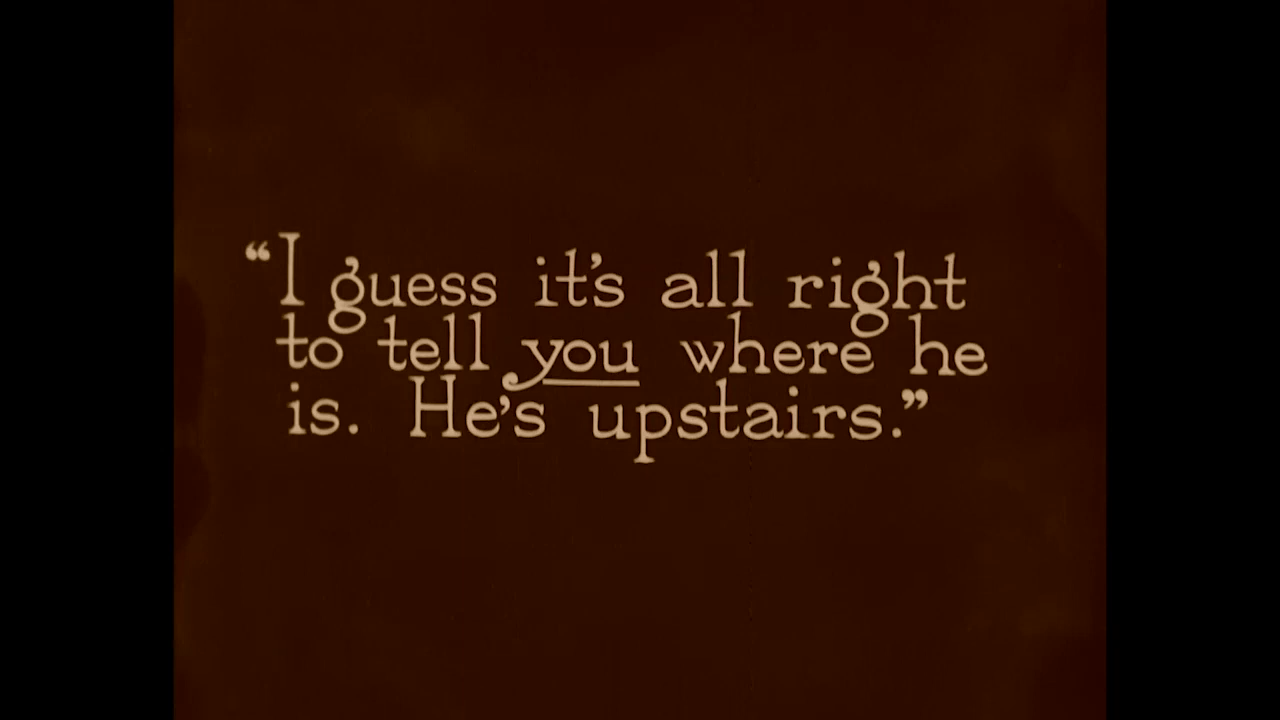 “I guess it’s all right
to tell you where he
is. He’s upstairs.”